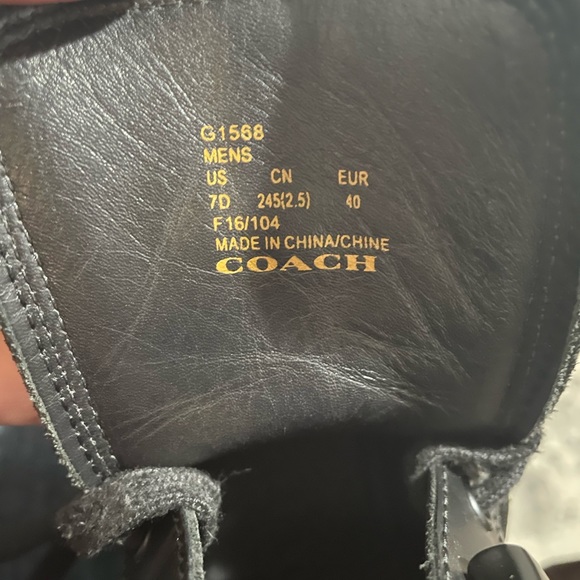 G1568
MENS
US CN EUR
7D 245(2.5) 40
F16/104
MADE IN CHINA/CHINE
COACH